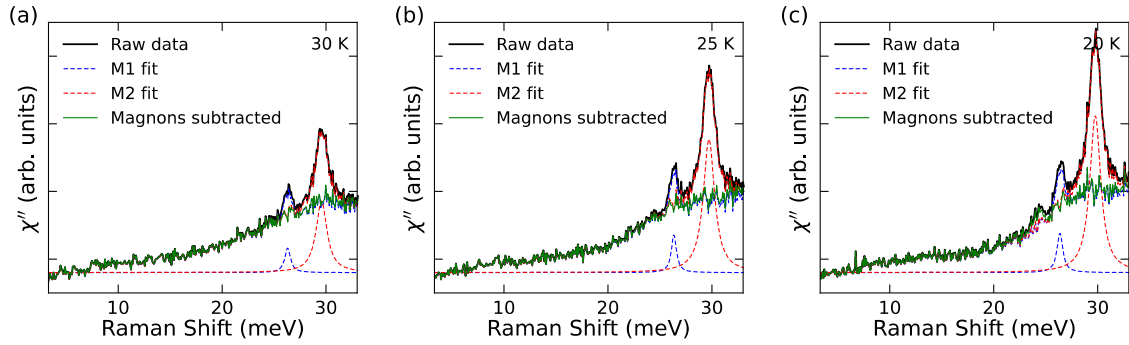 (a)
30 K
Raw data
M1 fit
M2 fit
Magnons subtracted
χ′′ (arb. units)
10
20
30
Raman Shift (meV)
(b)
25 K
Raw data
M1 fit
M2 fit
Magnons subtracted
χ′′ (arb. units)
10
20
30
Raman Shift (meV)
(c)
20 K
Raw data
M1 fit
M2 fit
Magnons subtracted
χ′′ (arb. units)
10
20
30
Raman Shift (meV)